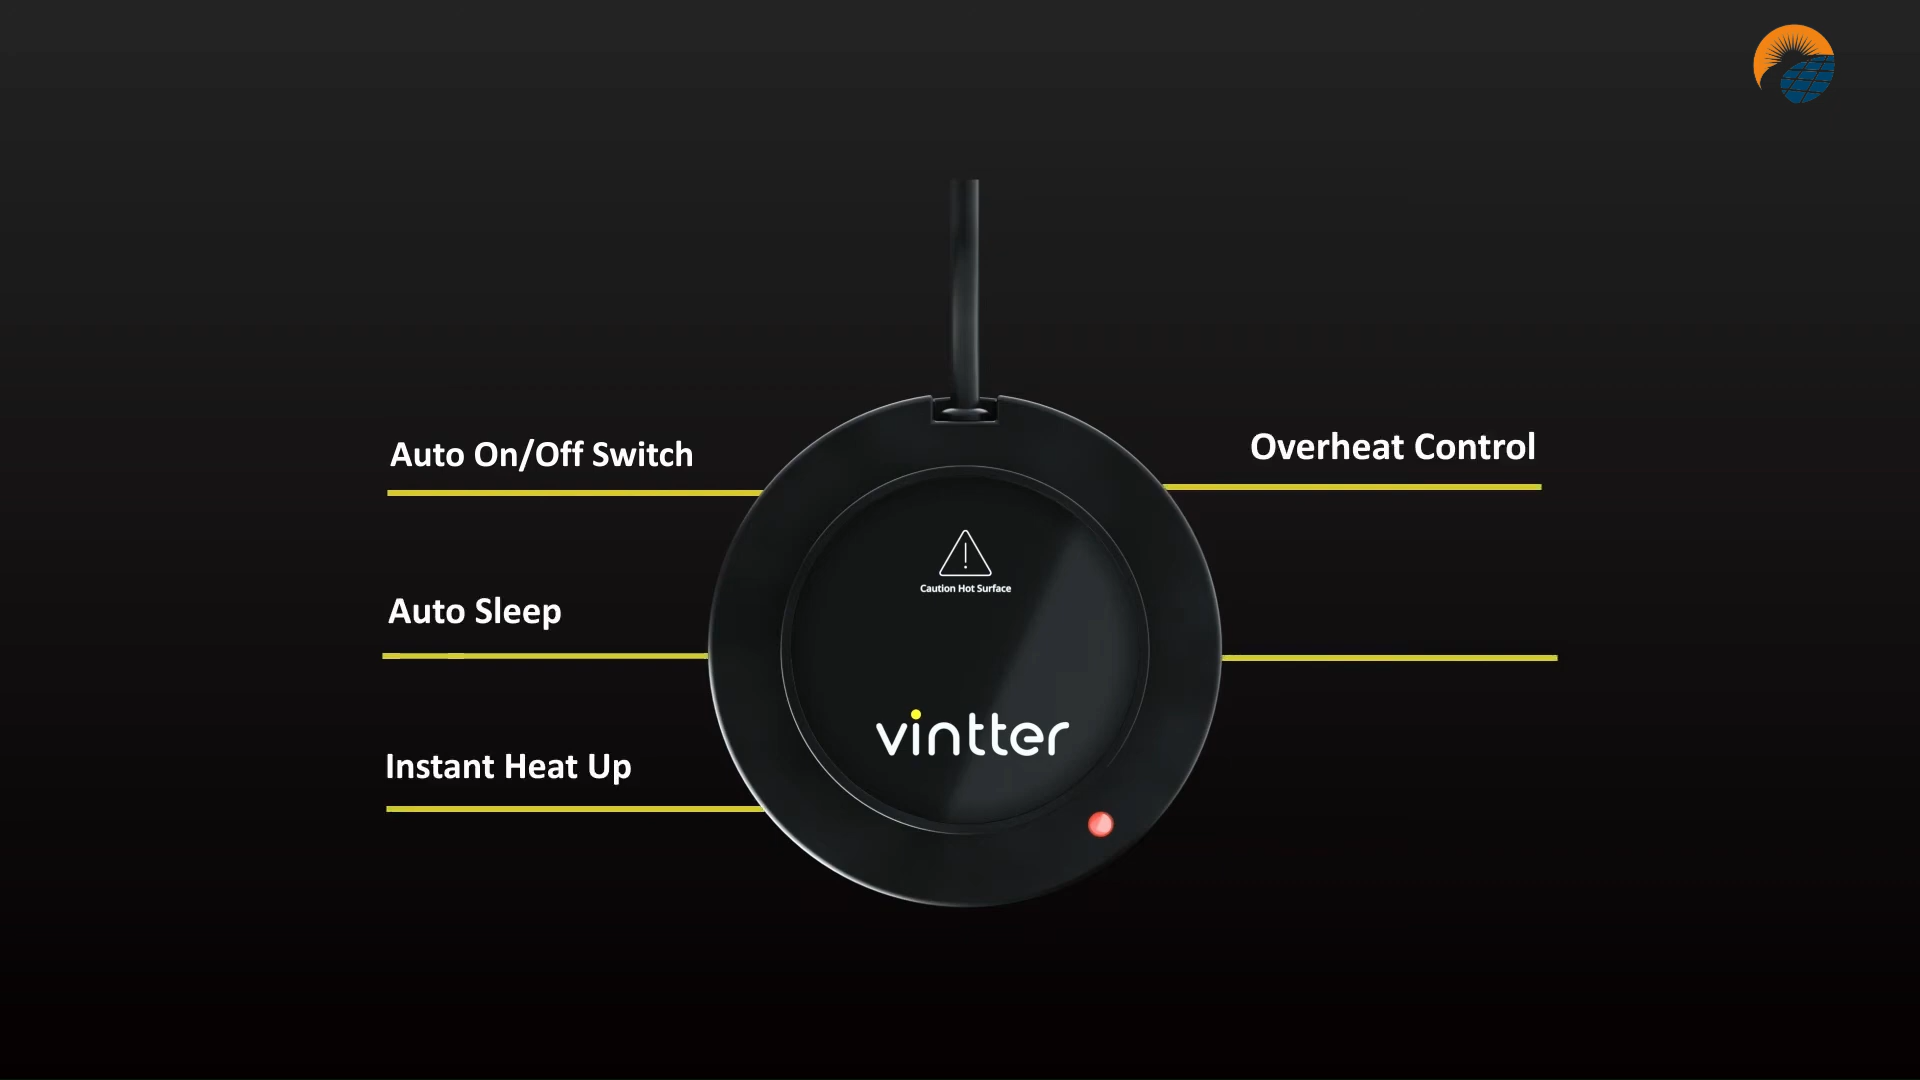 Auto On/Off Switch
Overheat Control
Caution Hot Surface
Auto Sleep
vintter
Instant Heat Up